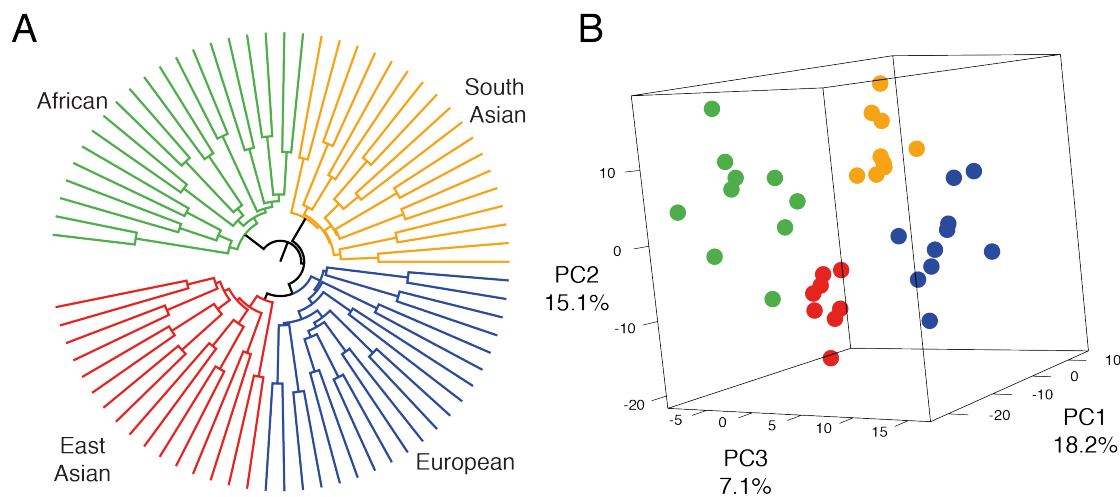 A
African
South
Asian
East
Asian
European
B
10
0
-10
-20
PC2
15.1%
-5
0
5
10
15
PC3
7.1%
-20
-10
0
10
PC1
18.2%